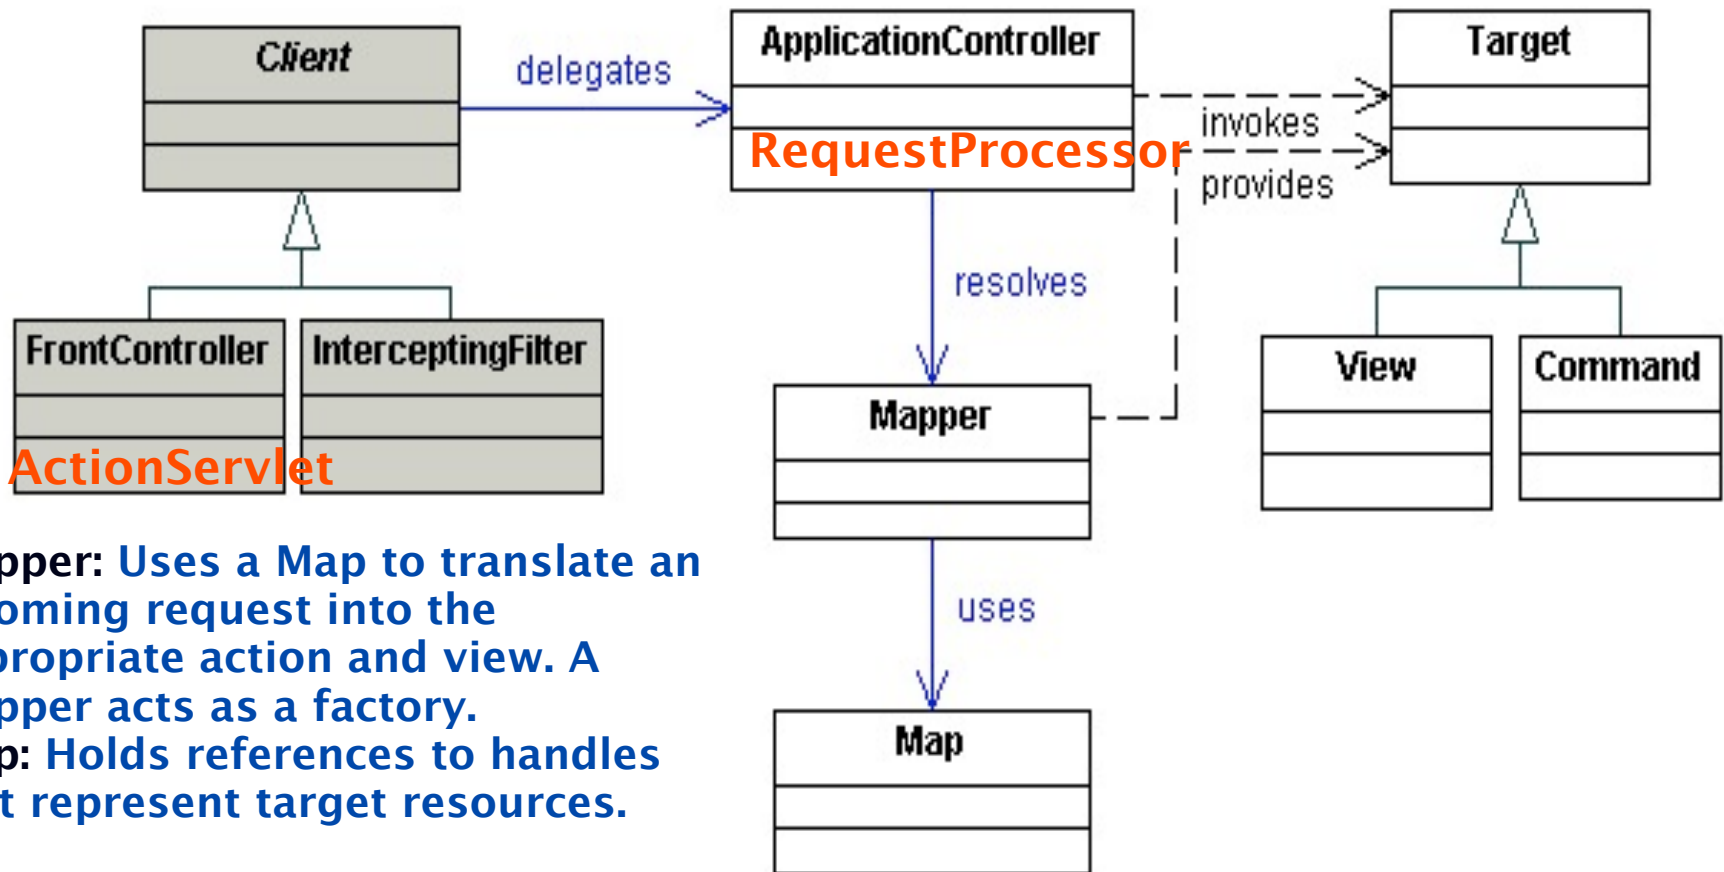 Client
delegates
ApplicationController
RequestProcessor
invokes
provides
Target
resolves
FrontController
InterceptingFilter
ActionServlet
Mapper
View
Command
pper: Uses a Map to translate an
oming request into the
propriate action and view. A
pper acts as a factory.
p: Holds references to handles
t represent target resources.
uses
Map